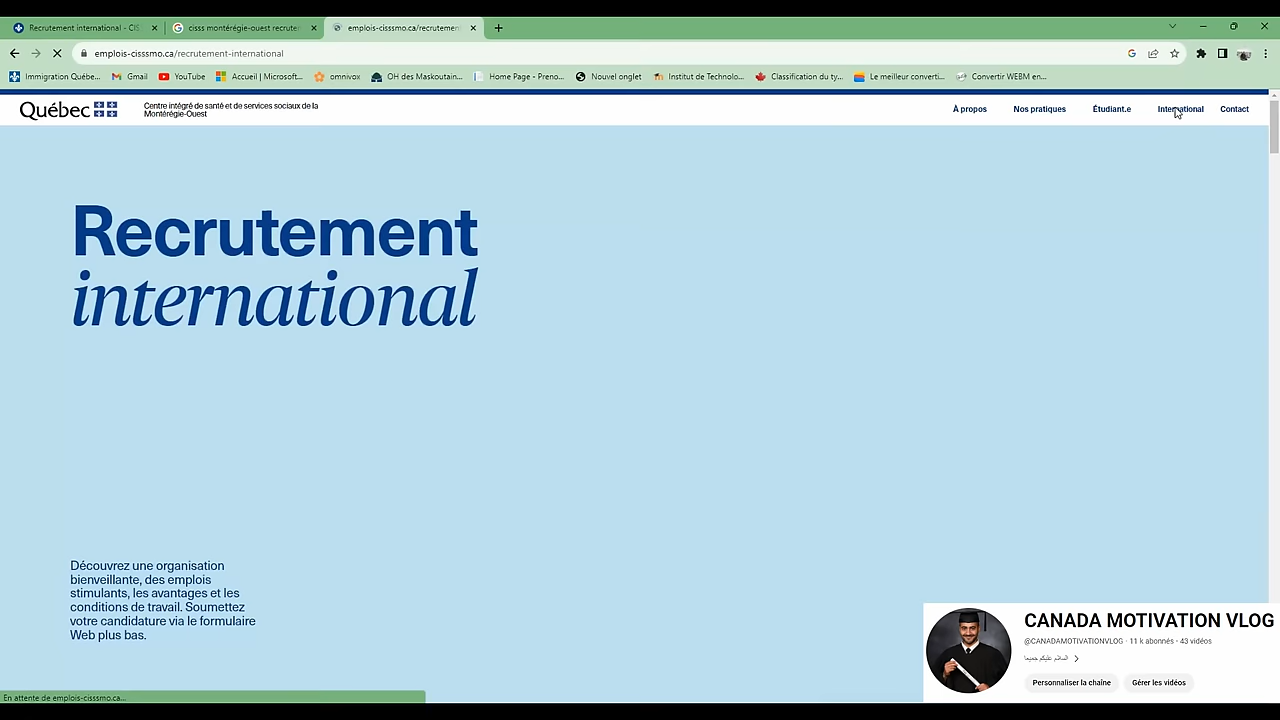 Recrutement international - CIS
cisss montérégie-ouest recrutem
emplois-cisssmo.ca/recrutement
emplois-cisssmo.ca/recrutement-international
Immigration Québe...
Gmail
YouTube
Accueil | Microsoft...
omnivox
OH des Maskoutain...
Home Page - Preno...
Nouvel onglet
Institut de Technolo...
Classification du ty...
Le meilleur converti...
Convertir WEBM en...
Québec
Centre intégré de santé et de services sociaux de la
Montérégie-Ouest
À propos
Nos pratiques
Étudiant.e
International
Contact
Recrutement
international
Découvrez une organisation
bienveillante, des emplois
stimulants, les avantages et les
conditions de travail. Soumettez
votre candidature via le formulaire
Web plus bas.
CANADA MOTIVATION VLOG
@CANADAMOTIVATIONVLOG · 11 k abonnés · 43 vidéos
السلام عليكم جميعا
Personnaliser la chaîne
Gérer les vidéos
En attente de emplois-cisssmo.ca...